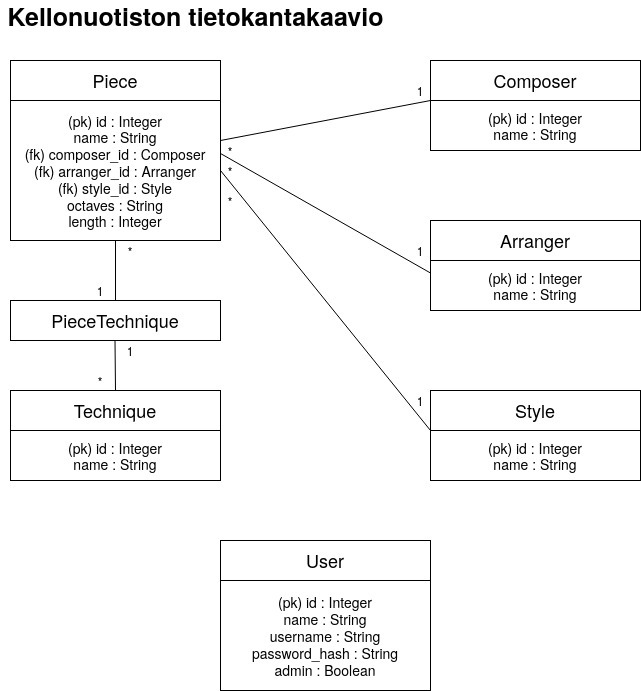 Kellonuotiston tietokantakaavio
Piece
(pk) id : Integer
name : String
(fk) composer_id : Composer
(fk) arranger_id : Arranger
(fk) style_id : Style
octaves : String
length : Integer
*
*
*
1
Composer
(pk) id : Integer
name : String
1
Arranger
(pk) id : Integer
name : String
*
1
PieceTechnique
1
*
Technique
(pk) id : Integer
name : String
1
Style
(pk) id : Integer
name : String
User
(pk) id : Integer
name : String
username : String
password_hash : String
admin : Boolean